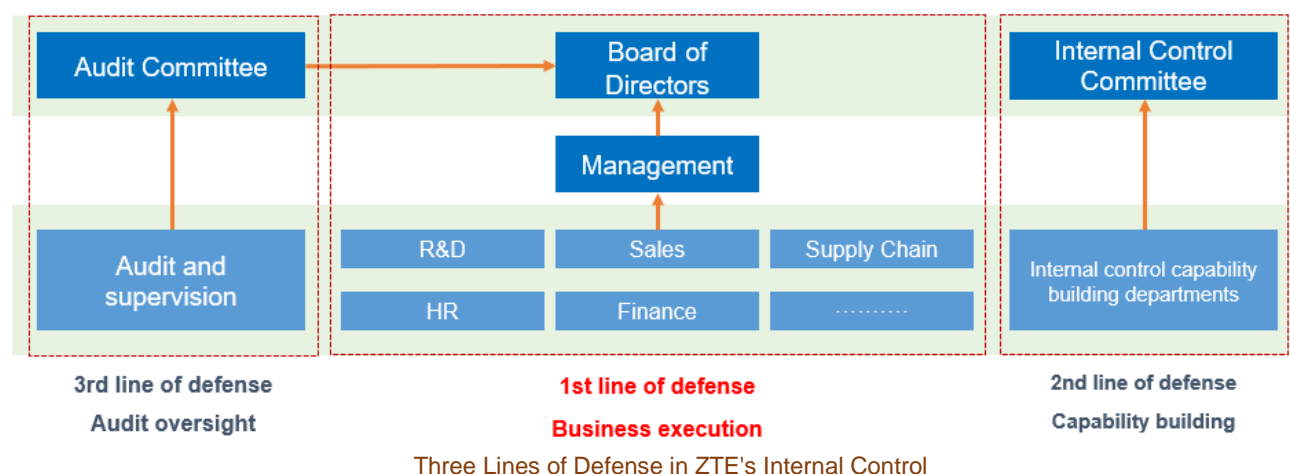 Audit Committee
Board of
Directors
Internal Control
Committee
Management
Audit and
supervision
R&D
Sales
Supply Chain
HR
Finance
··········
Internal control capability
building departments
3rd line of defense
Audit oversight
1st line of defense
Business execution
2nd line of defense
Capability building
Three Lines of Defense in ZTE's Internal Control